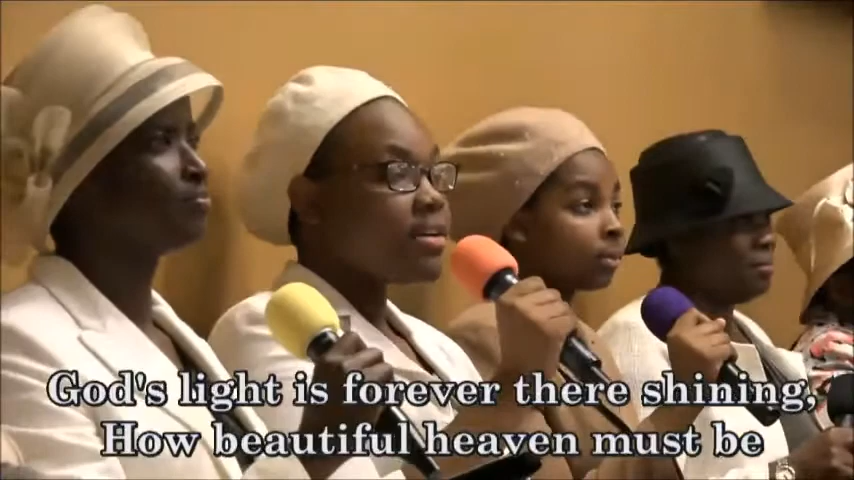 God's light is forever there shining,
How beautiful heaven must be